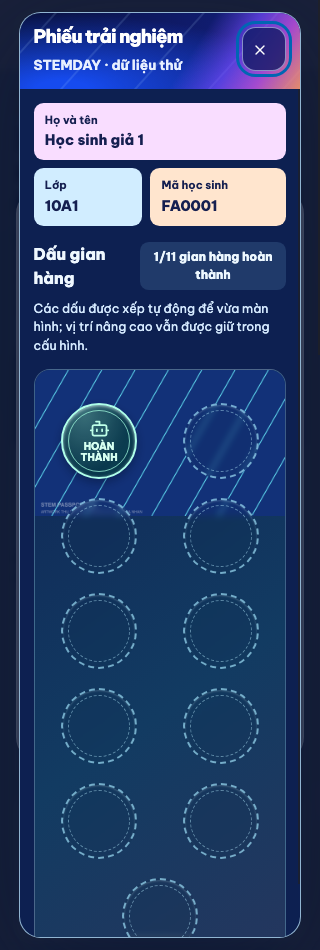 Phiếu trải nghiệm
STEMDAY · dữ liệu thử
Họ và tên
Học sinh giả 1
Lớp
10A1
Mã học sinh
FA0001
Dấu gian
hàng
1/11 gian hàng hoàn
thành
Các dấu được xếp tự động để vừa màn
hình; vị trí nâng cao vẫn được giữ trong
cấu hình.
HOÀN
THÀNH